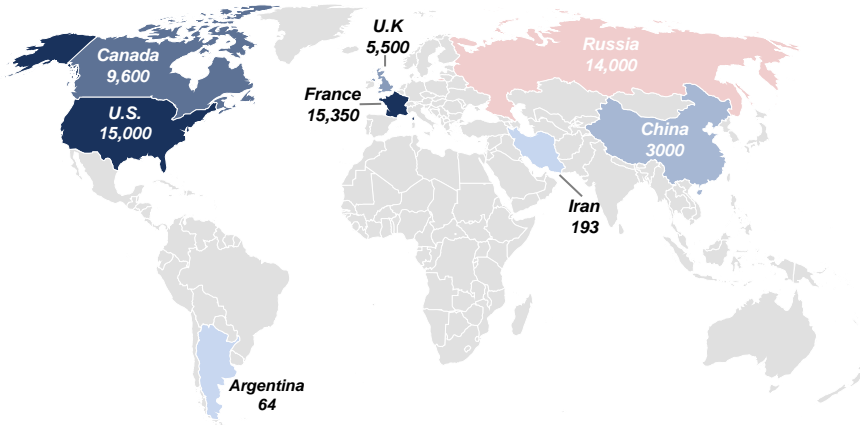 U.K
5,500
Canada
9,600
Russia
14,000
France
15,350
U.S.
15,000
China
3000
Iran
193
Argentina
64